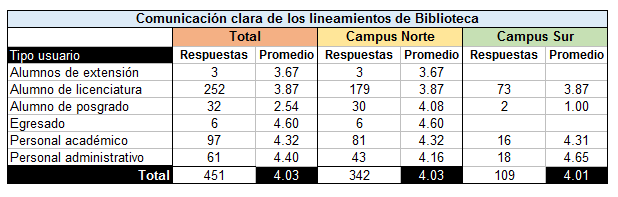 Comunicación clara de los lineamientos de Biblioteca
Total Campus Norte Campus Sur
Tipo usuario Respuestas Promedio Respuestas Promedio Respuestas Promedio
Alumnos de extensión 3 3.67 3 3.67
Alumno de licenciatura 252 3.87 179 3.87 73 3.87
Alumno de posgrado 32 2.54 30 4.08 2 1.00
Egresado 6 4.60 6 4.60
Personal académico 97 4.32 81 4.32 16 4.31
Personal administrativo 61 4.40 43 4.16 18 4.65
Total 451 4.03 342 4.03 109 4.01